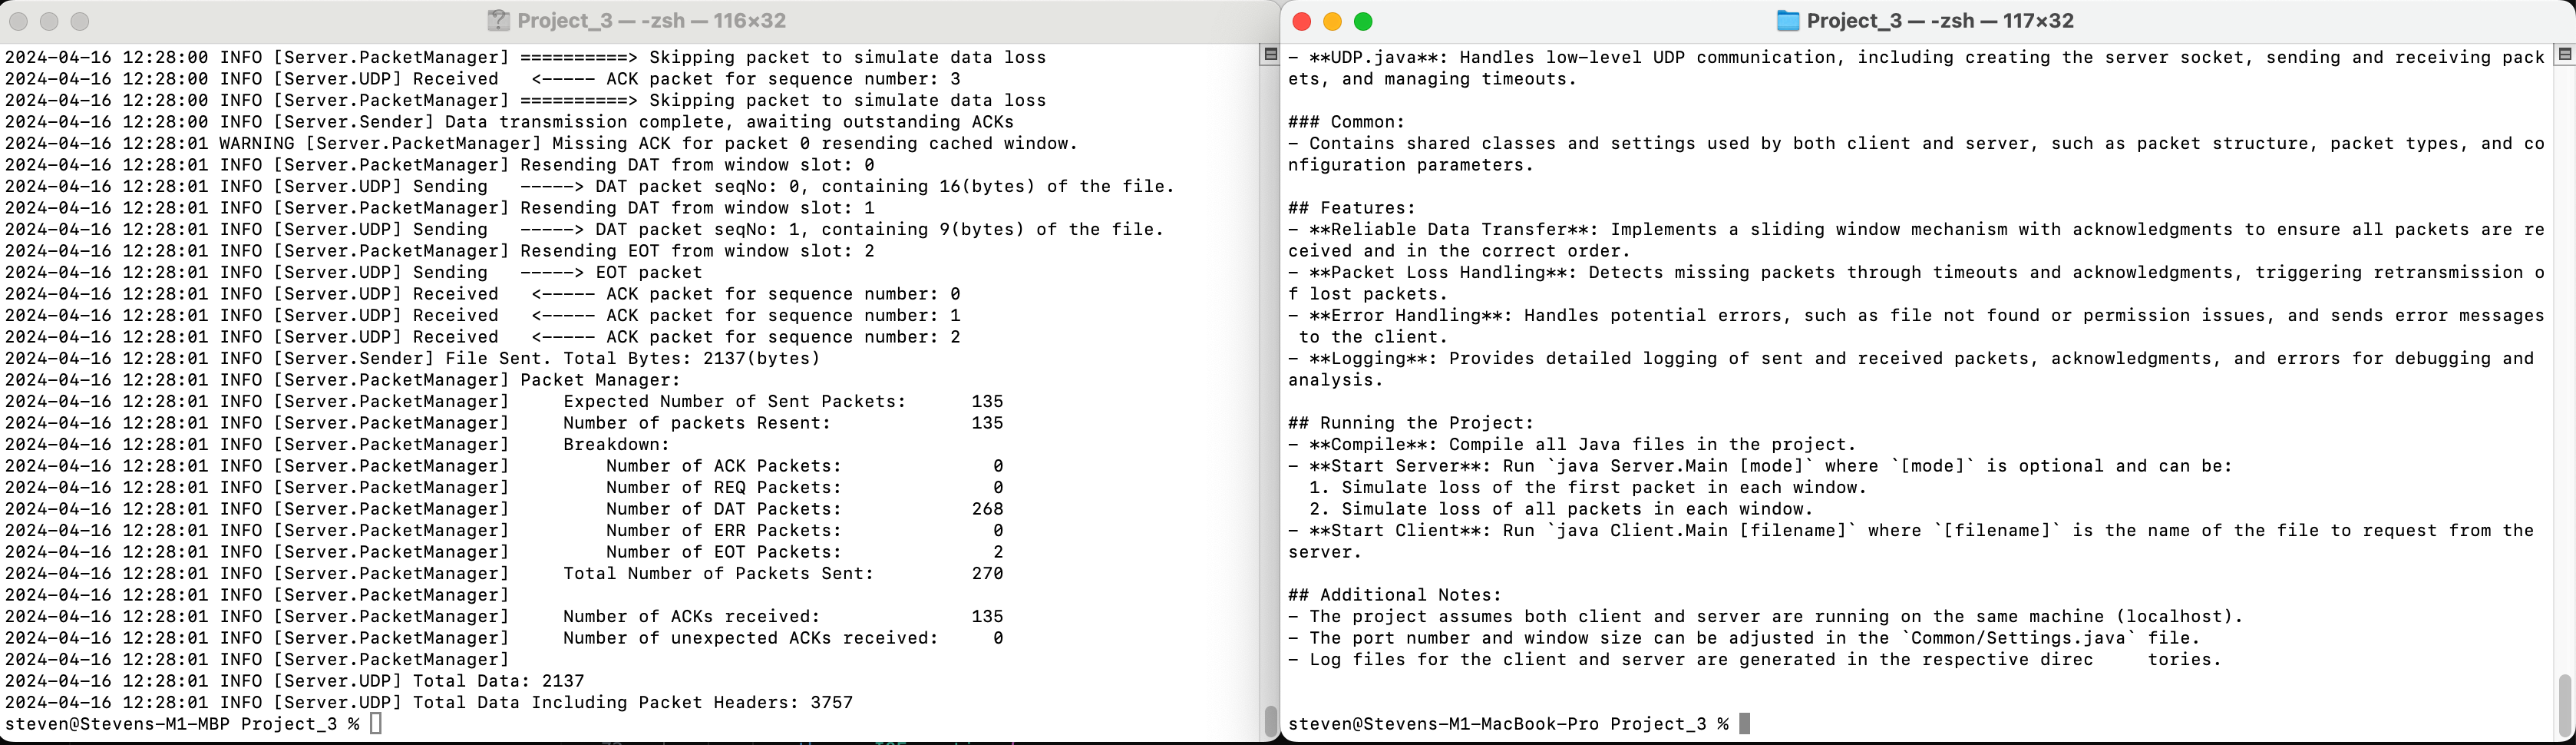 Project_3 — -zsh — 116×32
2024-04-16 12:28:00 INFO [Server.PacketManager] ==========> Skipping packet to simulate data loss
2024-04-16 12:28:00 INFO [Server.UDP] Received   <----- ACK packet for sequence number: 3
2024-04-16 12:28:00 INFO [Server.PacketManager] ==========> Skipping packet to simulate data loss
2024-04-16 12:28:00 INFO [Server.Sender] Data transmission complete, awaiting outstanding ACKs
2024-04-16 12:28:01 WARNING [Server.PacketManager] Missing ACK for packet 0 resending cached window.
2024-04-16 12:28:01 INFO [Server.PacketManager] Resending DAT from window slot: 0
2024-04-16 12:28:01 INFO [Server.UDP] Sending   -----> DAT packet seqNo: 0, containing 16(bytes) of the file.
2024-04-16 12:28:01 INFO [Server.PacketManager] Resending DAT from window slot: 1
2024-04-16 12:28:01 INFO [Server.UDP] Sending   -----> DAT packet seqNo: 1, containing 9(bytes) of the file.
2024-04-16 12:28:01 INFO [Server.PacketManager] Resending EOT from window slot: 2
2024-04-16 12:28:01 INFO [Server.UDP] Sending   -----> EOT packet
2024-04-16 12:28:01 INFO [Server.UDP] Received   <----- ACK packet for sequence number: 0
2024-04-16 12:28:01 INFO [Server.UDP] Received   <----- ACK packet for sequence number: 1
2024-04-16 12:28:01 INFO [Server.UDP] Received   <----- ACK packet for sequence number: 2
2024-04-16 12:28:01 INFO [Server.Sender] File Sent. Total Bytes: 2137(bytes)
2024-04-16 12:28:01 INFO [Server.PacketManager] Packet Manager:
2024-04-16 12:28:01 INFO [Server.PacketManager]     Expected Number of Sent Packets:      135
2024-04-16 12:28:01 INFO [Server.PacketManager]     Number of packets Resent:             135
2024-04-16 12:28:01 INFO [Server.PacketManager]     Breakdown:
2024-04-16 12:28:01 INFO [Server.PacketManager]         Number of ACK Packets:              0
2024-04-16 12:28:01 INFO [Server.PacketManager]         Number of REQ Packets:              0
2024-04-16 12:28:01 INFO [Server.PacketManager]         Number of DAT Packets:            268
2024-04-16 12:28:01 INFO [Server.PacketManager]         Number of ERR Packets:              0
2024-04-16 12:28:01 INFO [Server.PacketManager]         Number of EOT Packets:              2
2024-04-16 12:28:01 INFO [Server.PacketManager]     Total Number of Packets Sent:         270
2024-04-16 12:28:01 INFO [Server.PacketManager]
2024-04-16 12:28:01 INFO [Server.PacketManager]     Number of ACKs received:              135
2024-04-16 12:28:01 INFO [Server.PacketManager]     Number of unexpected ACKs received:     0
2024-04-16 12:28:01 INFO [Server.PacketManager]
2024-04-16 12:28:01 INFO [Server.UDP] Total Data: 2137
2024-04-16 12:28:01 INFO [Server.UDP] Total Data Including Packet Headers: 3757
steven@Stevens-M1-MBP Project_3 %
Project_3 — -zsh — 117×32
- **UDP.java**: Handles low-level UDP communication, including creating the server socket, sending and receiving pack
ets, and managing timeouts.
### Common:
- Contains shared classes and settings used by both client and server, such as packet structure, packet types, and co
nfiguration parameters.
## Features:
- **Reliable Data Transfer**: Implements a sliding window mechanism with acknowledgments to ensure all packets are re
ceived and in the correct order.
- **Packet Loss Handling**: Detects missing packets through timeouts and acknowledgments, triggering retransmission o
f lost packets.
- **Error Handling**: Handles potential errors, such as file not found or permission issues, and sends error messages
 to the client.
- **Logging**: Provides detailed logging of sent and received packets, acknowledgments, and errors for debugging and
analysis.
## Running the Project:
- **Compile**: Compile all Java files in the project.
- **Start Server**: Run `java Server.Main [mode]` where `[mode]` is optional and can be:
  1. Simulate loss of the first packet in each window.
  2. Simulate loss of all packets in each window.
- **Start Client**: Run `java Client.Main [filename]` where `[filename]` is the name of the file to request from the
server.
## Additional Notes:
- The project assumes both client and server are running on the same machine (localhost).
- The port number and window size can be adjusted in the `Common/Settings.java` file.
- Log files for the client and server are generated in the respective direc     tories.
steven@Stevens-M1-MacBook-Pro Project_3 %